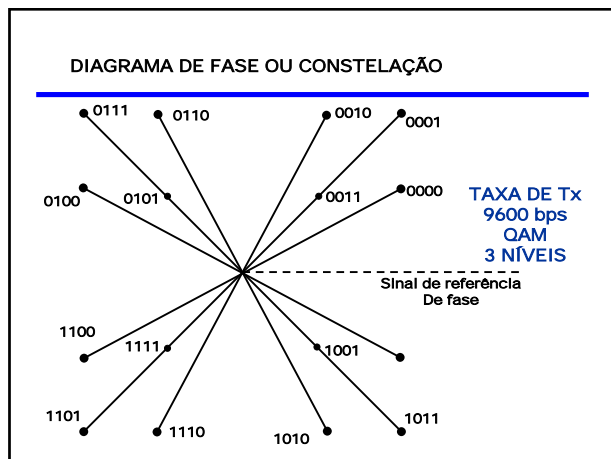 DIAGRAMA DE FASE OU CONSTELAÇÃO
0111
0110
0010
0001
0100
0101
0011
0000
TAXA DE Tx
9600 bps
QAM
3 NÍVEIS
Sinal de referência
De fase
1100
1111
1001
1101
1110
1010
1011